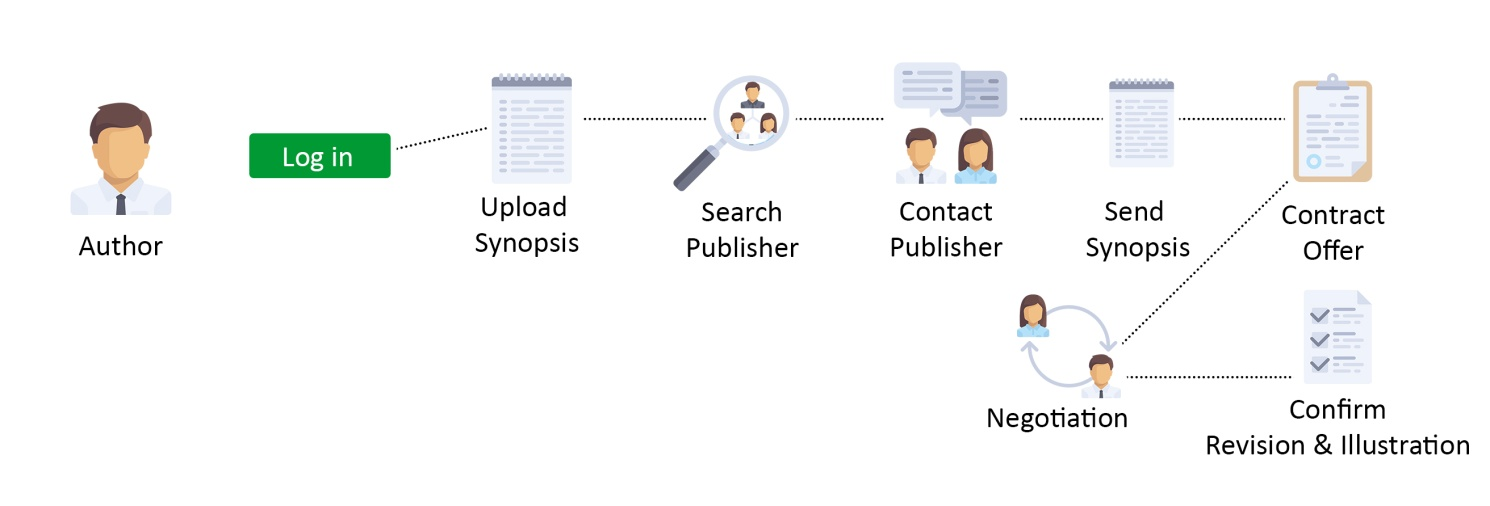 Author
Log in
Upload
Synopsis
Search
Publisher
Contact
Publisher
Send
Synopsis
Contract
Offer
Negotiation
Confirm
Revision & Illustration